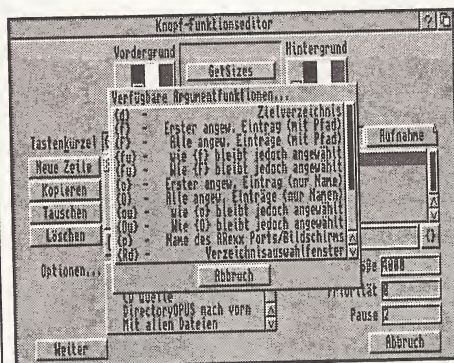 Knopf-Funktionseditor
Vordergrund
Hintergrund
GetSizes
Verfügbare Argumentfunktionen...
{d} - Zielverzeichnis
{f} - Erster angew. Eintrag (mit Pfad)
{F} - Alle angew. Einträge (mit Pfad)
{fu} - wie {f} bleibt jedoch angewählt
{Fu} - wie {F} bleibt jedoch angewählt
{o} - Erster angew. Eintrag (nur Name)
{O} - Alle angew. Einträge (nur Namen)
{ou} - wie {o} bleibt jedoch angewählt
{Ou} - wie {O} bleibt jedoch angewählt
{p} - Name des ARexx Ports/Bildschirms
{Rd} - Verzeichnisauswahlfenster
Abbruch
Tastenkürzel
Aufnahme
Neue Zeile
Kopieren
Tauschen
Löschen
{}
Optionen...
CD Quelle
DirectoryOPUS nach vorn
Mit allen Dateien
Priorität
Pause 2
Weiter
Abbruch